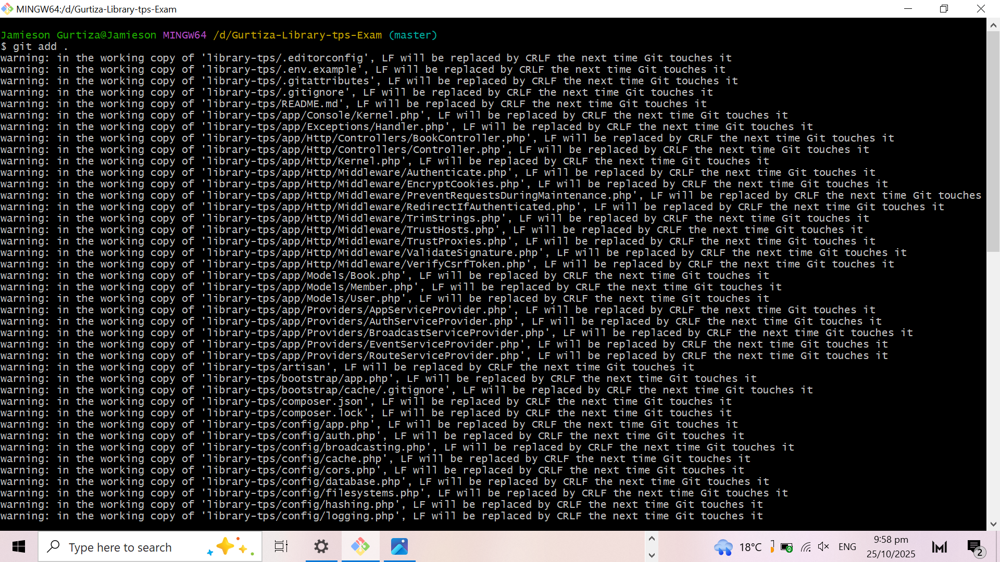 MINGW64:/d/Gurtiza-Library-tps-Exam
Jamieson Gurtiza@Jamieson MINGW64 /d/Gurtiza-Library-tps-Exam (master)
$ git add .
warning: in the working copy of 'library-tps/.editorconfig', LF will be replaced by CRLF the next time Git touches it
warning: in the working copy of 'library-tps/.env.example', LF will be replaced by CRLF the next time Git touches it
warning: in the working copy of 'library-tps/.gitattributes', LF will be replaced by CRLF the next time Git touches it
warning: in the working copy of 'library-tps/.gitignore', LF will be replaced by CRLF the next time Git touches it
warning: in the working copy of 'library-tps/README.md', LF will be replaced by CRLF the next time Git touches it
warning: in the working copy of 'library-tps/app/Console/Kernel.php', LF will be replaced by CRLF the next time Git touches it
warning: in the working copy of 'library-tps/app/Exceptions/Handler.php', LF will be replaced by CRLF the next time Git touches it
warning: in the working copy of 'library-tps/app/Http/Controllers/BookController.php', LF will be replaced by CRLF the next time Git touches it
warning: in the working copy of 'library-tps/app/Http/Controllers/Controller.php', LF will be replaced by CRLF the next time Git touches it
warning: in the working copy of 'library-tps/app/Http/Kernel.php', LF will be replaced by CRLF the next time Git touches it
warning: in the working copy of 'library-tps/app/Http/Middleware/Authenticate.php', LF will be replaced by CRLF the next time Git touches it
warning: in the working copy of 'library-tps/app/Http/Middleware/EncryptCookies.php', LF will be replaced by CRLF the next time Git touches it
warning: in the working copy of 'library-tps/app/Http/Middleware/PreventRequestsDuringMaintenance.php', LF will be replaced by CRLF the next time Git touches
warning: in the working copy of 'library-tps/app/Http/Middleware/RedirectIfAuthenticated.php', LF will be replaced by CRLF the next time Git touches it
warning: in the working copy of 'library-tps/app/Http/Middleware/TrimStrings.php', LF will be replaced by CRLF the next time Git touches it
warning: in the working copy of 'library-tps/app/Http/Middleware/TrustHosts.php', LF will be replaced by CRLF the next time Git touches it
warning: in the working copy of 'library-tps/app/Http/Middleware/TrustProxies.php', LF will be replaced by CRLF the next time Git touches it
warning: in the working copy of 'library-tps/app/Http/Middleware/ValidateSignature.php', LF will be replaced by CRLF the next time Git touches it
warning: in the working copy of 'library-tps/app/Http/Middleware/VerifyCsrfToken.php', LF will be replaced by CRLF the next time Git touches it
warning: in the working copy of 'library-tps/app/Models/Book.php', LF will be replaced by CRLF the next time Git touches it
warning: in the working copy of 'library-tps/app/Models/Member.php', LF will be replaced by CRLF the next time Git touches it
warning: in the working copy of 'library-tps/app/Models/User.php', LF will be replaced by CRLF the next time Git touches it
warning: in the working copy of 'library-tps/app/Providers/AppServiceProvider.php', LF will be replaced by CRLF the next time Git touches it
warning: in the working copy of 'library-tps/app/Providers/AuthServiceProvider.php', LF will be replaced by CRLF the next time Git touches it
warning: in the working copy of 'library-tps/app/Providers/BroadcastServiceProvider.php', LF will be replaced by CRLF the next time Git touches it
warning: in the working copy of 'library-tps/app/Providers/EventServiceProvider.php', LF will be replaced by CRLF the next time Git touches it
warning: in the working copy of 'library-tps/app/Providers/RouteServiceProvider.php', LF will be replaced by CRLF the next time Git touches it
warning: in the working copy of 'library-tps/artisan', LF will be replaced by CRLF the next time Git touches it
warning: in the working copy of 'library-tps/bootstrap/app.php', LF will be replaced by CRLF the next time Git touches it
warning: in the working copy of 'library-tps/bootstrap/cache/.gitignore', LF will be replaced by CRLF the next time Git touches it
warning: in the working copy of 'library-tps/composer.json', LF will be replaced by CRLF the next time Git touches it
warning: in the working copy of 'library-tps/composer.lock', LF will be replaced by CRLF the next time Git touches it
warning: in the working copy of 'library-tps/config/app.php', LF will be replaced by CRLF the next time Git touches it
warning: in the working copy of 'library-tps/config/auth.php', LF will be replaced by CRLF the next time Git touches it
warning: in the working copy of 'library-tps/config/broadcasting.php', LF will be replaced by CRLF the next time Git touches it
warning: in the working copy of 'library-tps/config/cache.php', LF will be replaced by CRLF the next time Git touches it
warning: in the working copy of 'library-tps/config/cors.php', LF will be replaced by CRLF the next time Git touches it
warning: in the working copy of 'library-tps/config/database.php', LF will be replaced by CRLF the next time Git touches it
warning: in the working copy of 'library-tps/config/filesystems.php', LF will be replaced by CRLF the next time Git touches it
warning: in the working copy of 'library-tps/config/hashing.php', LF will be replaced by CRLF the next time Git touches it
warning: in the working copy of 'library-tps/config/logging.php', LF will be replaced by CRLF the next time Git touches it
Type here to search
18°C
ENG
9:58 pm
25/10/2025
2